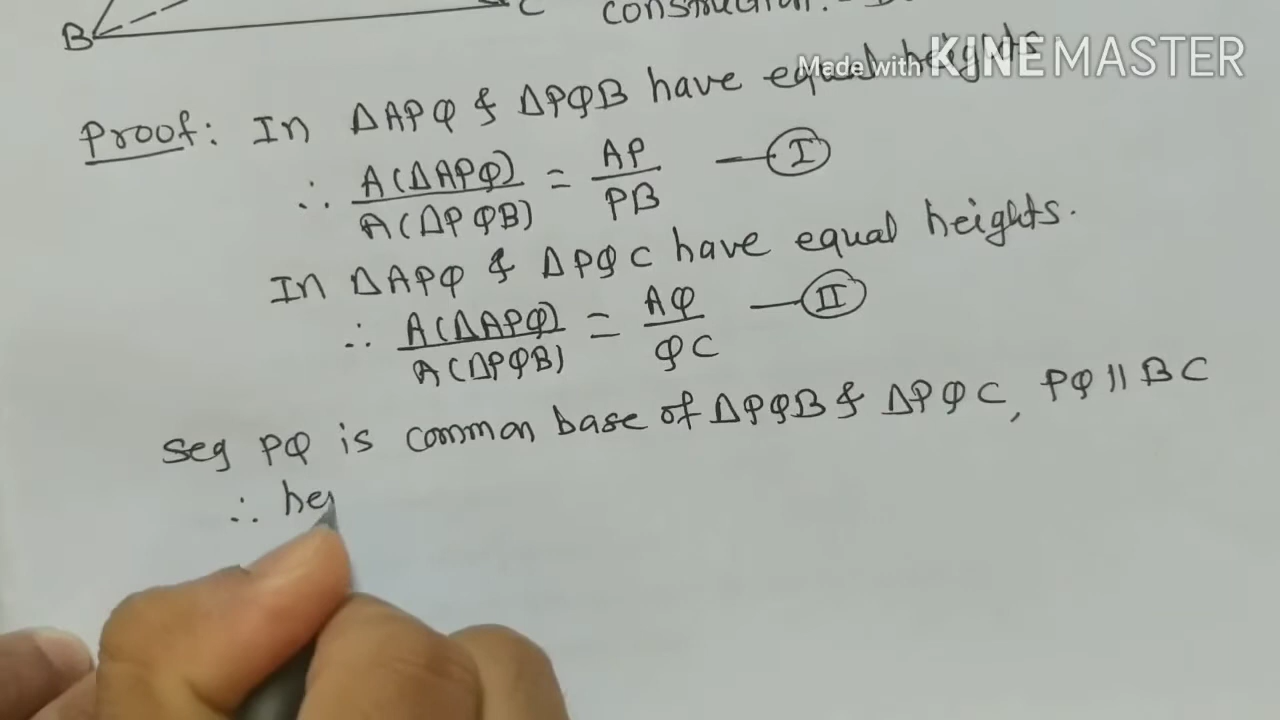 B
C
construction:-
Made with KINEMASTER
Proof: In ΔAPQ & ΔPQB have equal heights
∴ A(ΔAPQ) / A(ΔPQB) = AP / PB — I
In ΔAPQ & ΔPQC have equal heights.
∴ A(ΔAPQ) / A(ΔPQB) = AQ / QC — II
Seg PQ is common base of ΔPQB & ΔPQC, PQ || BC
∴ he